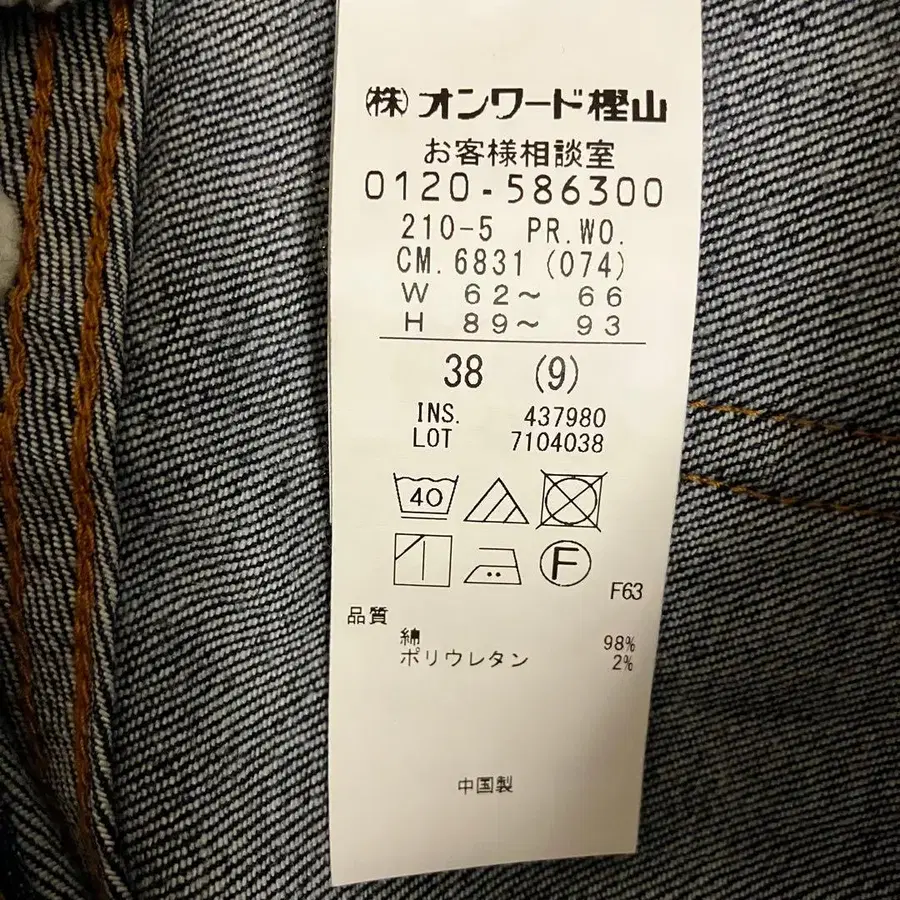 ㈱オンワード樫山
お客様相談室
0120-586300
210-5 PR.WO.
CM.6831(074)
W 62～ 66
H 89～ 93
38 (9)
INS. 437980
LOT 7104038
40
F
F63
品質
綿 98%
ポリウレタン 2%
中国製